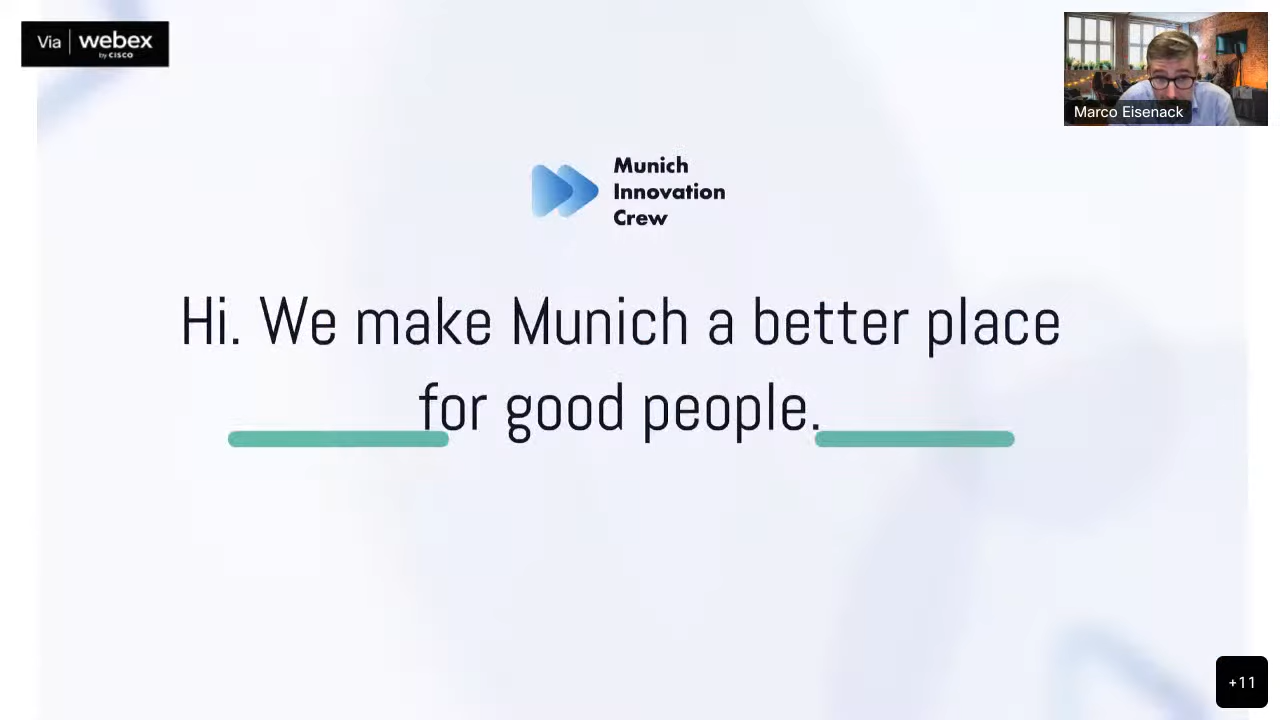 Via webex
by CISCO
Marco Eisenack
Munich
Innovation
Crew
Hi. We make Munich a better place
for good people.
+11